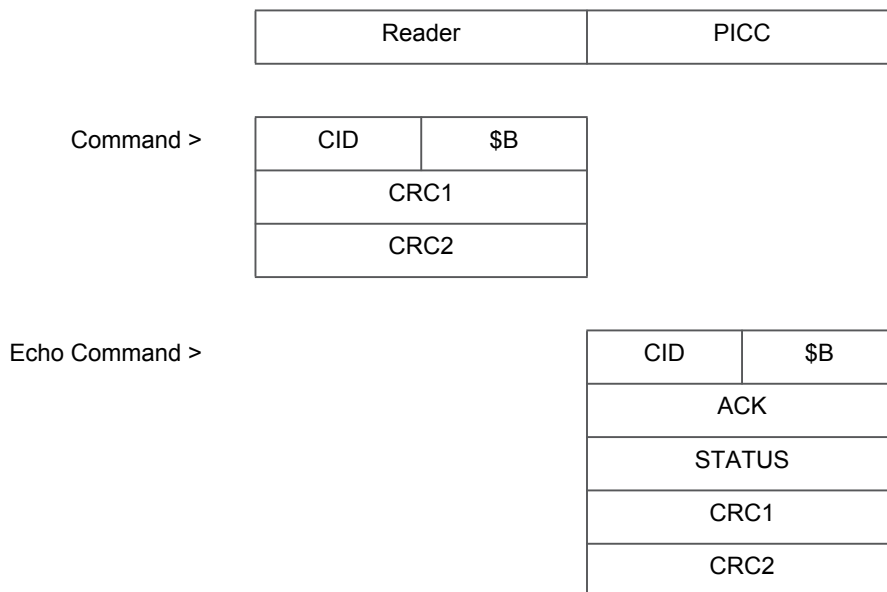 Reader PICC
Command > CID $B
CRC1
CRC2
Echo Command > CID $B
ACK
STATUS
CRC1
CRC2